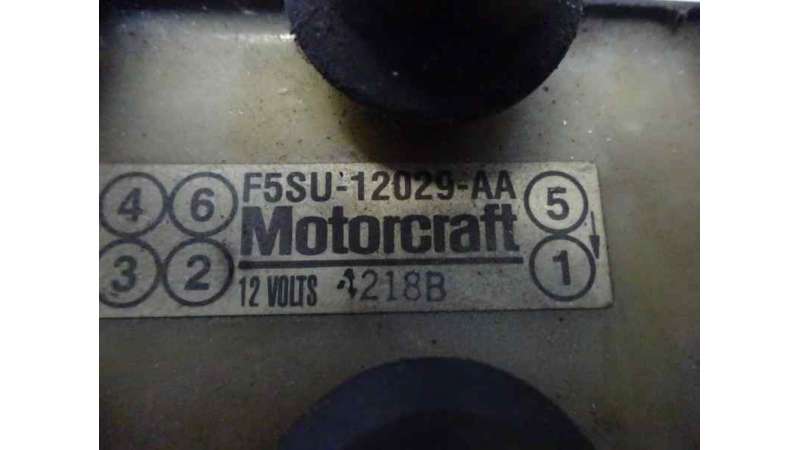 4 6 F5SU-12029-AA 5
Motorcraft
3 2 12 VOLTS 4218B 1